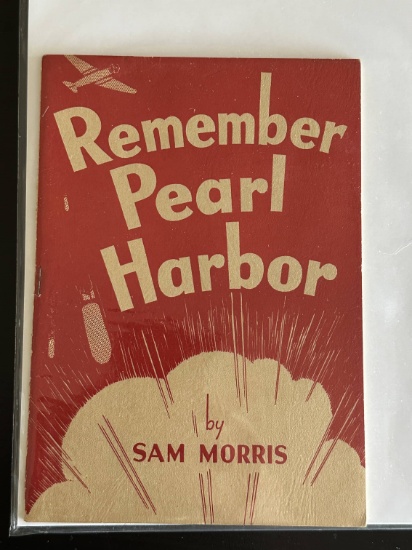 Remember
Pearl
Harbor
by
SAM MORRIS